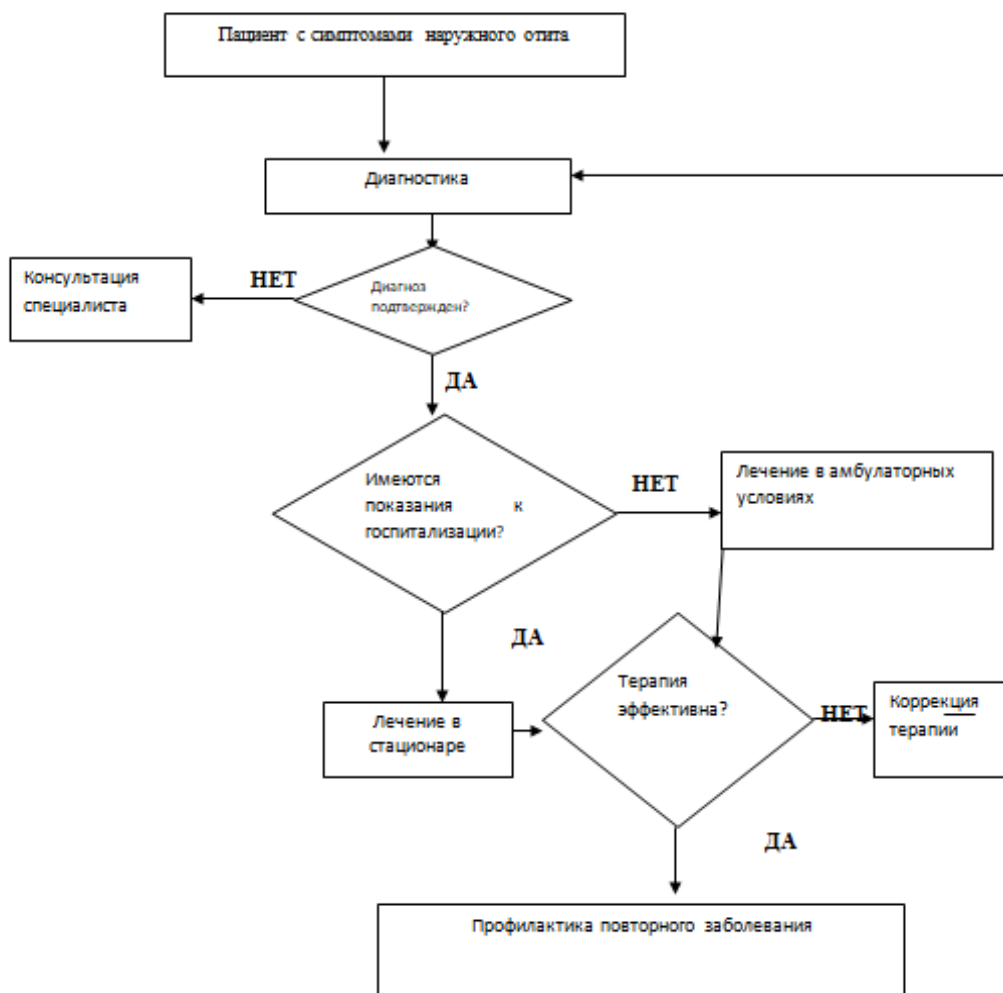 Пациент с симптомами наружного отита
Диагностика
Консультация
специалиста
НЕТ
Диагноз
подтвержден?
ДА
Имеются
показания к
госпитализации?
НЕТ
Лечение в амбулаторных
условиях
ДА
Лечение в
стационаре
Терапия
эффективна?
НЕТ
Коррекция
терапии
ДА
Профилактика повторного заболевания